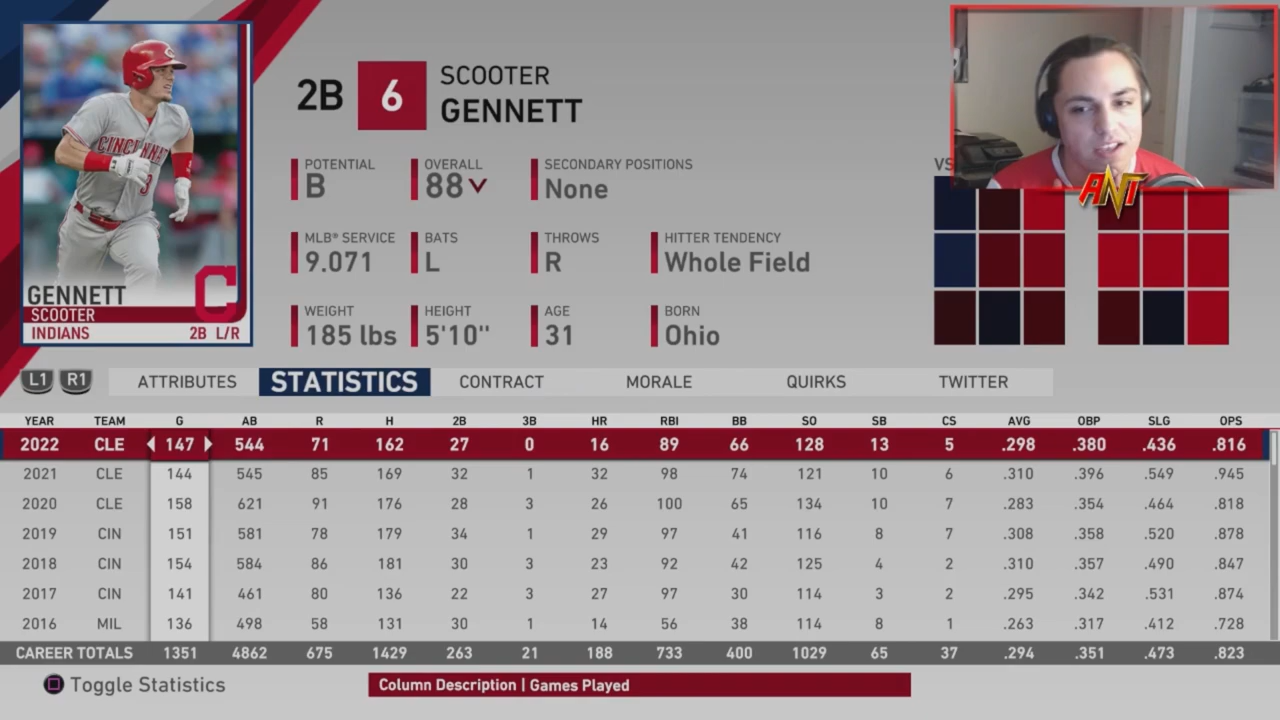 2B 6 SCOOTER GENNETT
POTENTIAL OVERALL SECONDARY POSITIONS
B 88 None
MLB® SERVICE BATS THROWS HITTER TENDENCY
9.071 L R Whole Field
WEIGHT HEIGHT AGE BORN
185 lbs 5'10" 31 Ohio
VS
ANT
CINCINNA
3
GENNETT
SCOOTER
INDIANS 2B L/R
L1 R1 ATTRIBUTES STATISTICS CONTRACT MORALE QUIRKS TWITTER
YEAR TEAM G AB R H 2B 3B HR RBI BB SO SB CS AVG OBP SLG OPS
2022 CLE 147 544 71 162 27 0 16 89 66 128 13 5 .298 .380 .436 .816
2021 CLE 144 545 85 169 32 1 32 98 74 121 10 6 .310 .396 .549 .945
2020 CLE 158 621 91 176 28 3 26 100 65 134 10 7 .283 .354 .464 .818
2019 CIN 151 581 78 179 34 1 29 97 41 116 8 7 .308 .358 .520 .878
2018 CIN 154 584 86 181 30 3 23 92 42 125 4 2 .310 .357 .490 .847
2017 CIN 141 461 80 136 22 3 27 97 30 114 3 2 .295 .342 .531 .874
2016 MIL 136 498 58 131 30 1 14 56 38 114 8 1 .263 .317 .412 .728
CAREER TOTALS 1351 4862 675 1429 263 21 188 733 400 1029 65 37 .294 .351 .473 .823
Toggle Statistics
Column Description | Games Played